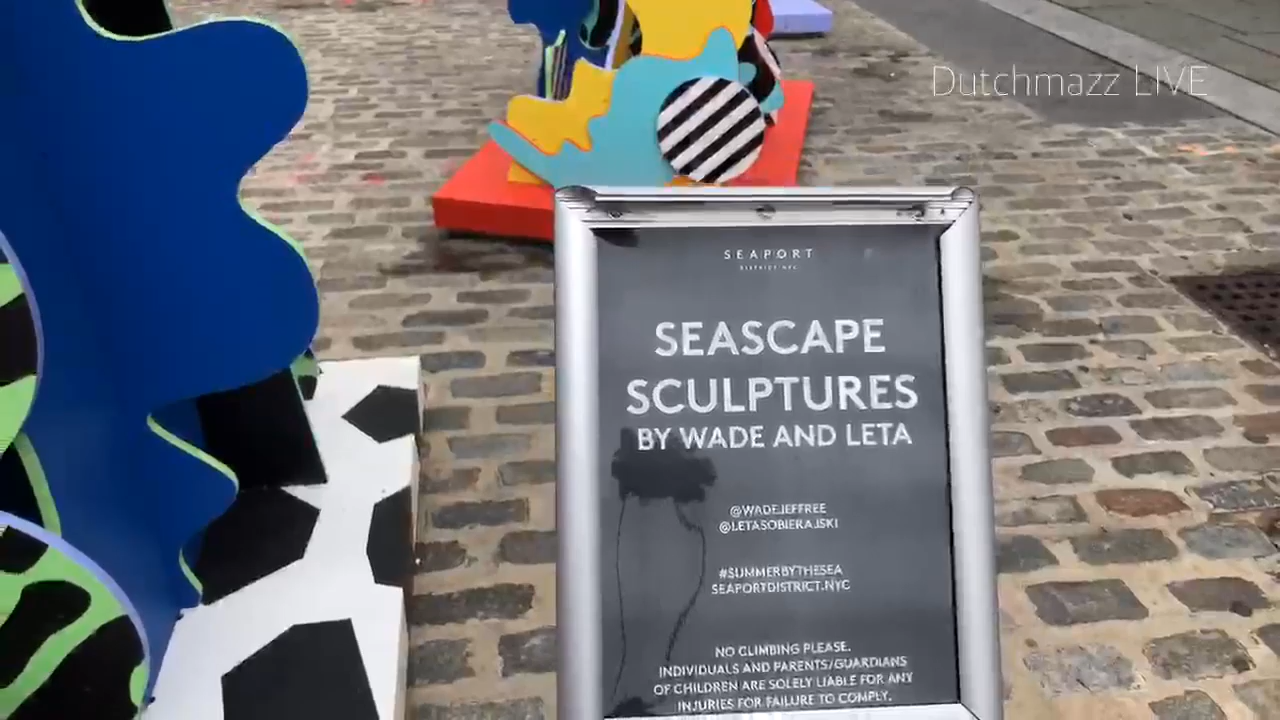 Dutchmazz LIVE
SEAPORT
DISTRICT NYC
SEASCAPE
SCULPTURES
BY WADE AND LETA
@WADEJEFFREE
@LETASOBIERAJSKI
#SUMMERBYTHESEA
SEAPORTDISTRICT.NYC
NO CLIMBING PLEASE.
INDIVIDUALS AND PARENTS/GUARDIANS
OF CHILDREN ARE SOLELY LIABLE FOR ANY
INJURIES FOR FAILURE TO COMPLY.